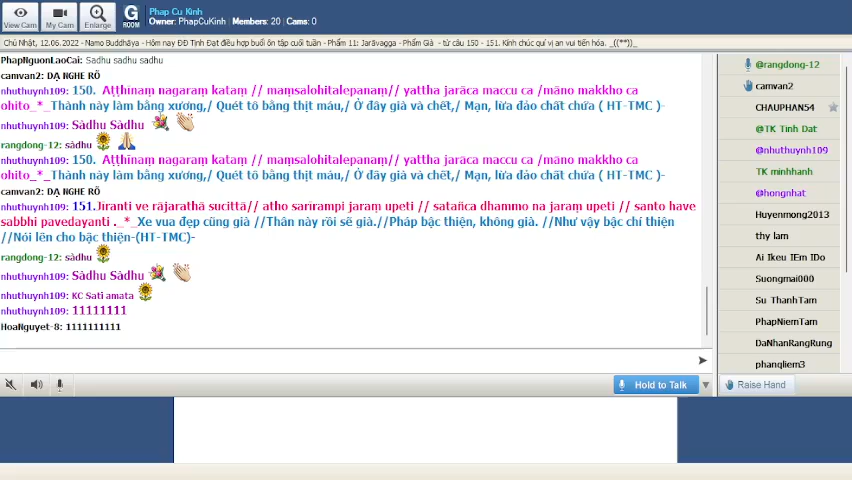 Phap Cu Kinh
Owner: PhapCuKinh   Members: 20   Cams: 0
View Cam   My Cam   Enlarge   G ROOM
Chủ Nhật, 12.06.2022 - Namo Buddhāya - Hôm nay ĐĐ Tịnh Đạt điều hợp buổi ôn tập cuối tuần - Phẩm 11: Jarāvagga - Phẩm Già - từ câu 150 - 151. Kính chúc quí vị an vui tiến hóa. _((**))_
PhapNguonLaoCai: Sadhu sadhu sadhu
camvan2: DẠ NGHE RÕ
nhuthuynh109: 150. Aṭṭhīnaṃ nagaraṃ kataṃ // maṃsalohitalepanaṃ// yattha jarāca maccu ca /māno makkho ca
ohito_*_Thành này làm bằng xương,/ Quét tô bằng thịt máu,/ Ở đây già và chết,/ Mạn, lừa đảo chất chứa ( HT-TMC )-
nhuthuynh109: Sàdhu Sàdhu
rangdong-12: sàdhu
nhuthuynh109: 150. Aṭṭhīnaṃ nagaraṃ kataṃ // maṃsalohitalepanaṃ// yattha jarāca maccu ca /māno makkho ca
ohito_*_Thành này làm bằng xương,/ Quét tô bằng thịt máu,/ Ở đây già và chết,/ Mạn, lừa đảo chất chứa ( HT-TMC )-
camvan2: DẠ NGHE RÕ
nhuthuynh109: 151.Jiranti ve rājarathā sucittā// atho sarīrampi jaraṃ upeti // satañca dhammo na jaraṃ upeti // santo have
sabbhi pavedayanti ._*_Xe vua đẹp cũng già //Thân này rồi sẽ già.//Pháp bậc thiện, không già. //Như vậy bậc chí thiện
//Nói lên cho bậc thiện-(HT-TMC)-
rangdong-12: sàdhu
nhuthuynh109: Sàdhu Sàdhu
nhuthuynh109: KC Sati amata
nhuthuynh109: 11111111
HoaNguyet-8: 1111111111
Hold to Talk
@rangdong-12
camvan2
CHAUPHAN54
@TK Tinh Dat
@nhuthuynh109
TK minhhanh
@hongnhat
Huyenmong2013
thy lam
Ai Ikeu IEm IDo
Suongmai000
Su ThanhTam
PhapNiemTam
DaNhanRangRung
phanqliem3
Raise Hand